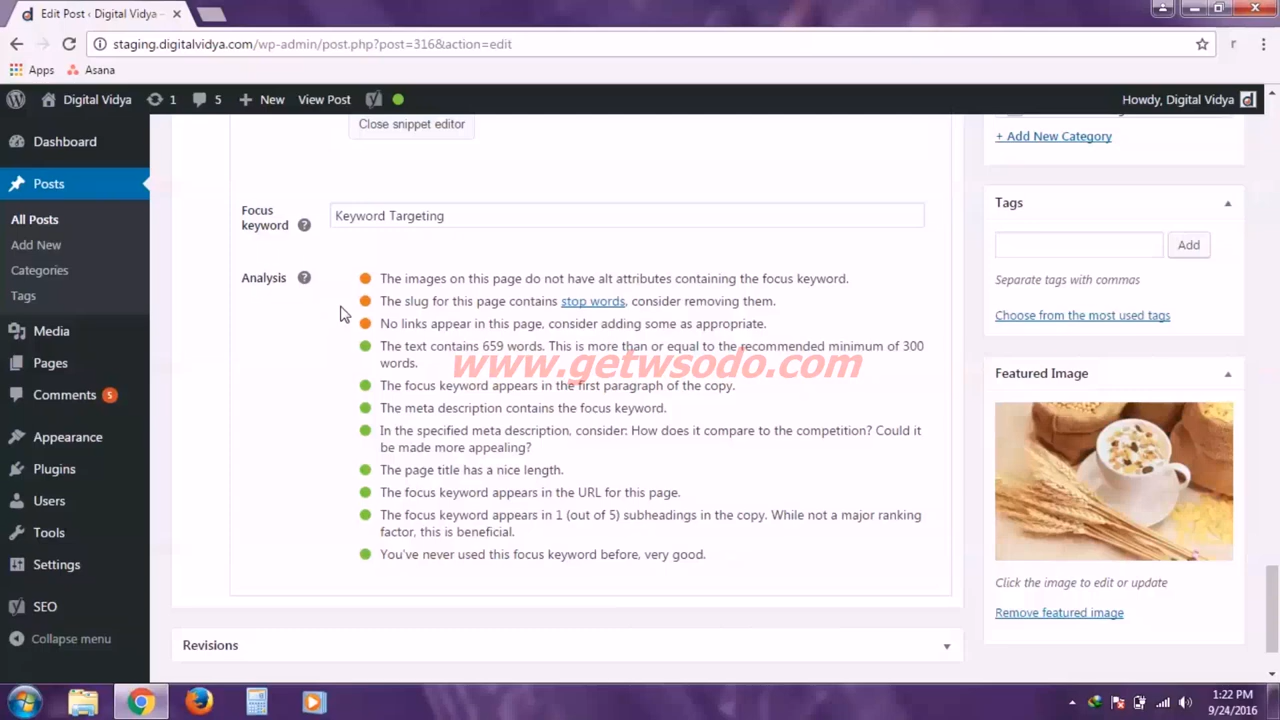 Edit Post ‹ Digital Vidya –
staging.digitalvidya.com/wp-admin/post.php?post=316&action=edit
Apps Asana
Digital Vidya 1 5 New View Post Howdy, Digital Vidya
Dashboard
Posts
All Posts
Add New
Categories
Tags
Media
Pages
Comments 5
Appearance
Plugins
Users
Tools
Settings
SEO
Collapse menu
Close snippet editor
Focus
keyword
Keyword Targeting
Analysis
The images on this page do not have alt attributes containing the focus keyword.
The slug for this page contains stop words, consider removing them.
No links appear in this page, consider adding some as appropriate.
The text contains 659 words. This is more than or equal to the recommended minimum of 300
words.
www.getwsodo.com
The focus keyword appears in the first paragraph of the copy.
The meta description contains the focus keyword.
In the specified meta description, consider: How does it compare to the competition? Could it
be made more appealing?
The page title has a nice length.
The focus keyword appears in the URL for this page.
The focus keyword appears in 1 (out of 5) subheadings in the copy. While not a major ranking
factor, this is beneficial.
You've never used this focus keyword before, very good.
Revisions
+ Add New Category
Tags
Add
Separate tags with commas
Choose from the most used tags
Featured Image
Click the image to edit or update
Remove featured image
1:22 PM
9/24/2016